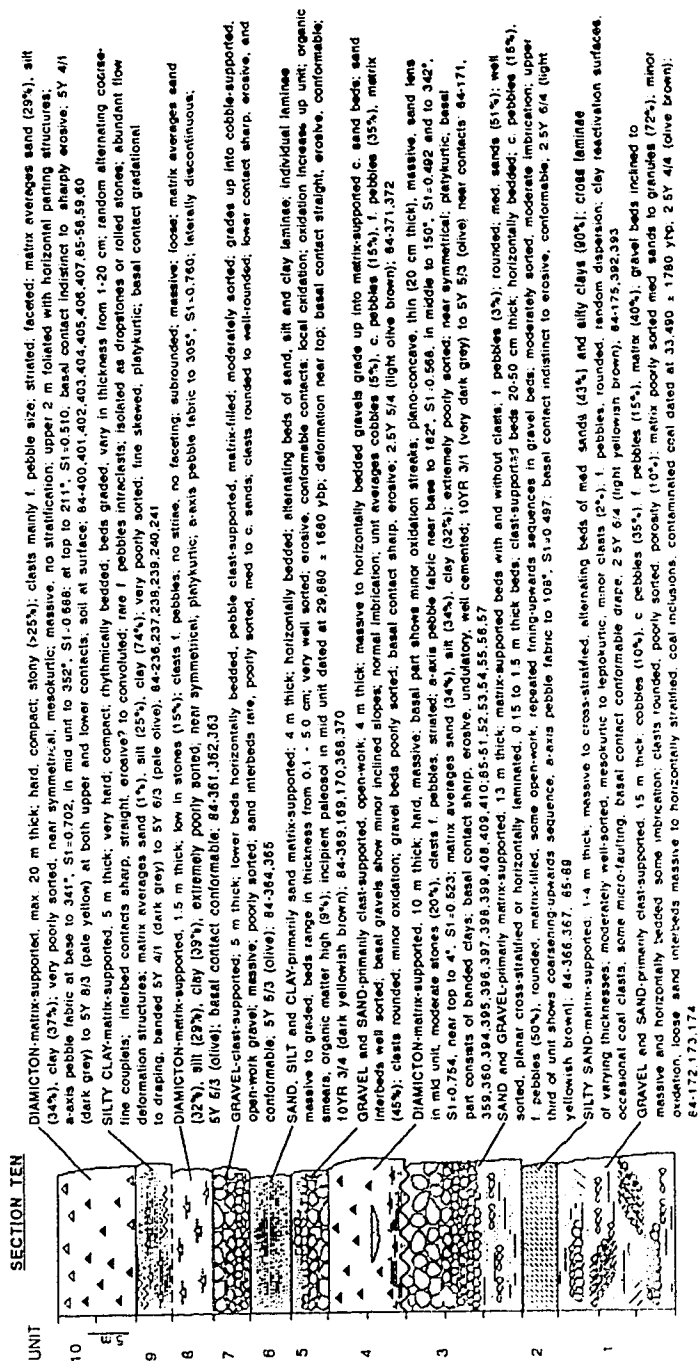 SECTION TEN
UNIT
10
5 m
9
8
7
6
5
4
3
2
1
DIAMICTON-matrix-supported, max. 20 m thick; hard, compact; stony (>25%); clasts mainly f. pebble size; striated; faceted; matrix averages sand (29%), silt
(34%), clay (37%); very poorly sorted, near symmetrical, mesokurtic; massive, no stratification; upper 2 m foliated with horizontal parting structures;
a-axis pebble fabric at base to 341°, S1=0.702, in mid unit to 352°, S1=0.688; at top to 211°, S1=0.510, basal contact indistinct to sharply erosive; 5Y 4/1
(dark grey) to 5Y 8/3 (pale yellow) at both upper and lower contacts; soil at surface; 84-400,401,402,403,404,405,406,407,85-58,59,60
SILTY CLAY-matrix-supported, 5 m thick; very hard, compact, rhythmically bedded, beds graded, vary in thickness from 1-20 cm; random alternating coarse-
fine couplets; interbed contacts sharp, straight, erosive? to convoluted; rare f pebbles intraclasts; isolated as dropstones or rolled stones; abundant flow
deformation structures; matrix averages sand (1%), silt (25%), clay (74%), very poorly sorted; fine skewed, platykurtic; basal contact gradational
to draping, banded 5Y 4/1 (dark grey) to 5Y 6/3 (pale olive); 84-236,237,238,239,240,241
DIAMICTON-matrix-supported, 1.5 m thick; low in stones (15%); clasts f. pebbles; no striae, no faceting; subrounded; massive; loose; matrix averages sand
(32%), silt (29%), clay (39%), extremely poorly sorted, near symmetrical, platykurtic, a-axis pebble fabric to 305°, S1=0.760; laterally discontinuous;
5Y 5/3 (olive); basal contact conformable; 84-361,362,363
GRAVEL-clast-supported; 5 m thick; lower beds horizontally bedded, pebble clast-supported, matrix-filled; moderately sorted; grades up into cobble-supported,
open-work gravel; massive; poorly sorted; sand interbeds rare, poorly sorted, med to c. sands; clasts rounded to well-rounded; lower contact sharp, erosive, and
conformable; 5Y 5/3 (olive); 84-364,365
SAND, SILT and CLAY-primarily sand matrix-supported; 4 m thick; horizontally bedded; alternating beds of sand, silt and clay laminae; individual laminae
massive to graded, beds range in thickness from 0.1 - 5.0 cm; very well sorted; erosive, conformable contacts; local oxidation; oxidation increase up unit; organic
smears, organic matter high (9%); incipient paleosol in mid unit dated at 29,880 ± 1680 ybp; deformation near top; basal contact straight, erosive, conformable;
10YR 3/4 (dark yellowish brown); 84-369,169,170,368,370
GRAVEL and SAND-primarily clast-supported, open-work; 4 m thick; massive to horizontally bedded gravels grade up into matrix-supported c. sand beds; sand
interbeds well sorted; basal gravels show minor inclined slopes; normal imbrication; unit averages cobbles (5%), c. pebbles (15%), f. pebbles (35%), matrix
(45%); clasts rounded; minor oxidation; gravel beds poorly sorted; basal contact sharp, erosive; 2.5Y 5/4 (light olive brown); 84-371,372
DIAMICTON-matrix-supported, 10 m thick; hard, massive; basal part shows minor oxidation streaks; plano-concave, thin (20 cm thick), massive, sand lens
in mid unit, moderate stones (20%), clasts f. pebbles, striated; a-axis pebble fabric near base to 182°, S1=0.568, in middle to 150°, S1=0.492 and to 342°,
S1=0.754, near top to 4°, S1=0.523; matrix averages sand (34%), silt (34%), clay (32%); extremely poorly sorted; near symmetrical; platykurtic; basal
part consists of banded clays; basal contact sharp, erosive, undulatory, well cemented; 10YR 3/1 (very dark grey) to 5Y 5/3 (olive) near contacts 84-171,
359,360,394,395,396,397,398,399,408,409,410;85-51,52,53,54,55,56,57
SAND and GRAVEL-primarily matrix-supported, 13 m thick; matrix-supported beds with and without clasts; f pebbles (3%); rounded; med. sands (51%); well
sorted, planar cross-stratified or horizontally laminated, 0.15 to 1.5 m thick beds; clast-supported beds 20-50 cm thick; horizontally bedded; c. pebbles (15%),
f. pebbles (50%), rounded, matrix-filled, some open-work, repeated fining-upwards sequences in gravel beds; moderately sorted, moderate imbrication; upper
third of unit shows coarsening-upwards sequence, a-axis pebble fabric to 108°, S1=0.497; basal contact indistinct to erosive, conformable, 2.5Y 6/4 (light
yellowish brown); 84-366,367, 85-89
SILTY SAND-matrix-supported, 1-4 m thick, massive to cross-stratified, alternating beds of med sands (43%) and silty clays (90%); cross laminae
of varying thicknesses; moderately well-sorted, mesokurtic to leptokurtic, minor clasts (2%), f. pebbles, rounded, random dispersion, clay reactivation surfaces,
occasional coal clasts, some micro-faulting, basal contact conformable drape, 2 5Y 6/4 (light yellowish brown), 84-175,392,393
GRAVEL and SAND-primarily clast-supported, 15 m thick, cobbles (10%), c pebbles (35%), f. pebbles (15%), matrix (40%), gravel beds inclined to
massive and horizontally bedded some imbrication; clasts rounded, poorly sorted, porosity (10%); matrix poorly sorted med sands to granules (72%), minor
oxidation, loose sand interbeds massive to horizontally stratified, coal inclusions, contaminated coal dated at 33,490 ± 1780 ybp; 2 5Y 4/4 (olive brown);
84-172,173,174